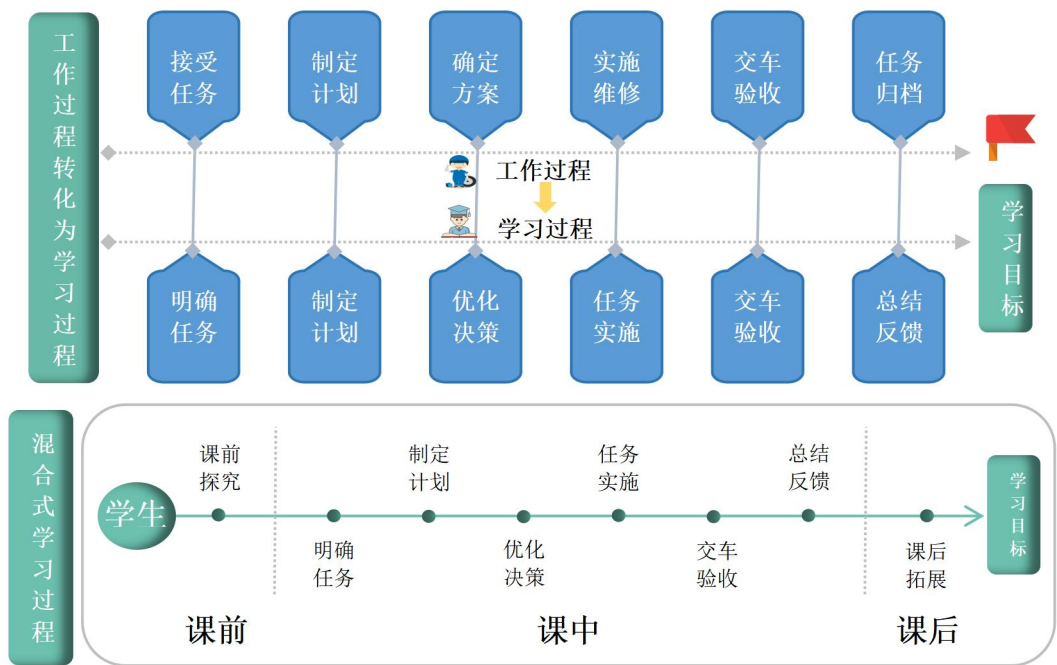 工作过程转化为学习过程
接受
任务
制定
计划
确定
方案
实施
维修
交车
验收
任务
归档
工作过程
学习过程
学习目标
明确
任务
制定
计划
优化
决策
任务
实施
交车
验收
总结
反馈
混合式学习过程
学生
课前
探究
明确
任务
制定
计划
优化
决策
任务
实施
交车
验收
总结
反馈
课后
拓展
学习目标
课前
课中
课后